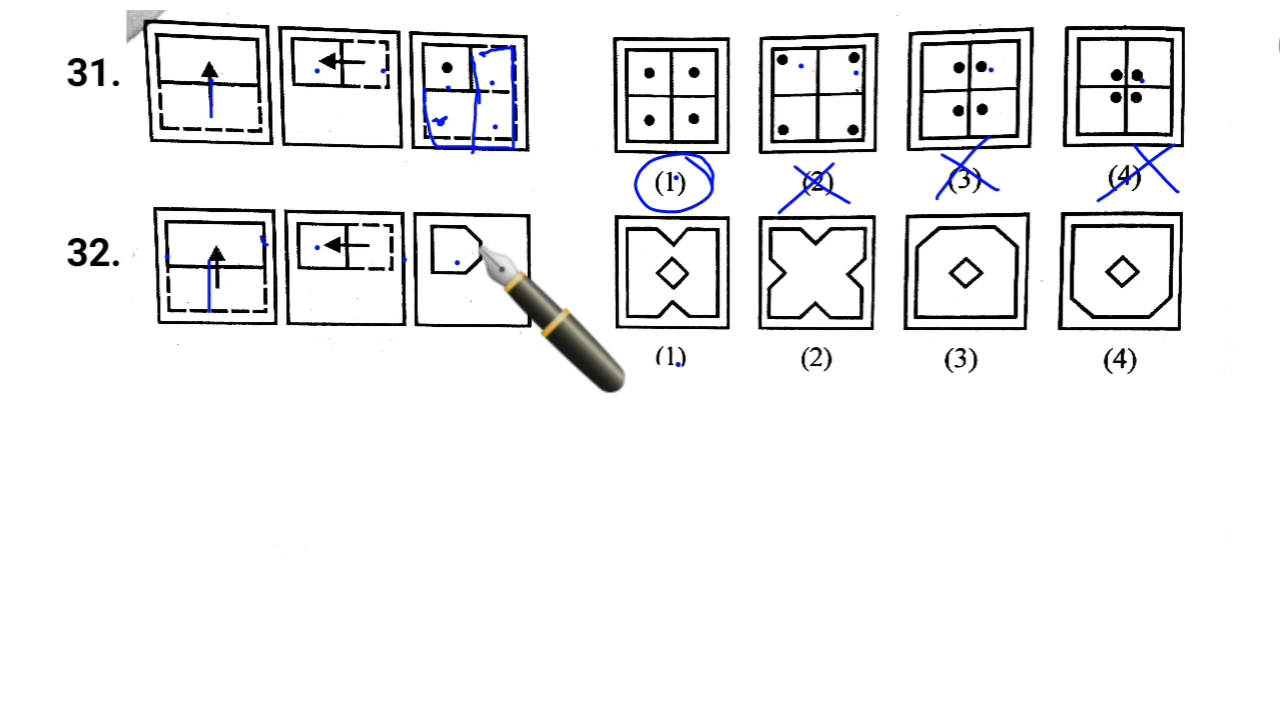 31.
(1) (2) (3) (4)
32.
(1) (2) (3) (4)